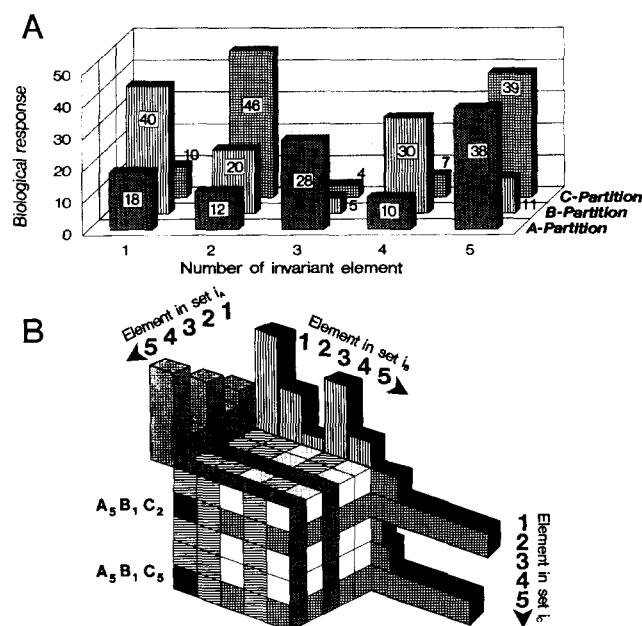 A
Biological response
50
40
30
20
10
0
40
10
18
46
20
12
28
4
5
30
7
10
39
38
11
C-Partition
B-Partition
A-Partition
1 2 3 4 5
Number of invariant element
B
Element in set iA
5 4 3 2 1
Element in set iB
1 2 3 4 5
A5 B1 C2
A5 B1 C5
Element in set iC
1
2
3
4
5